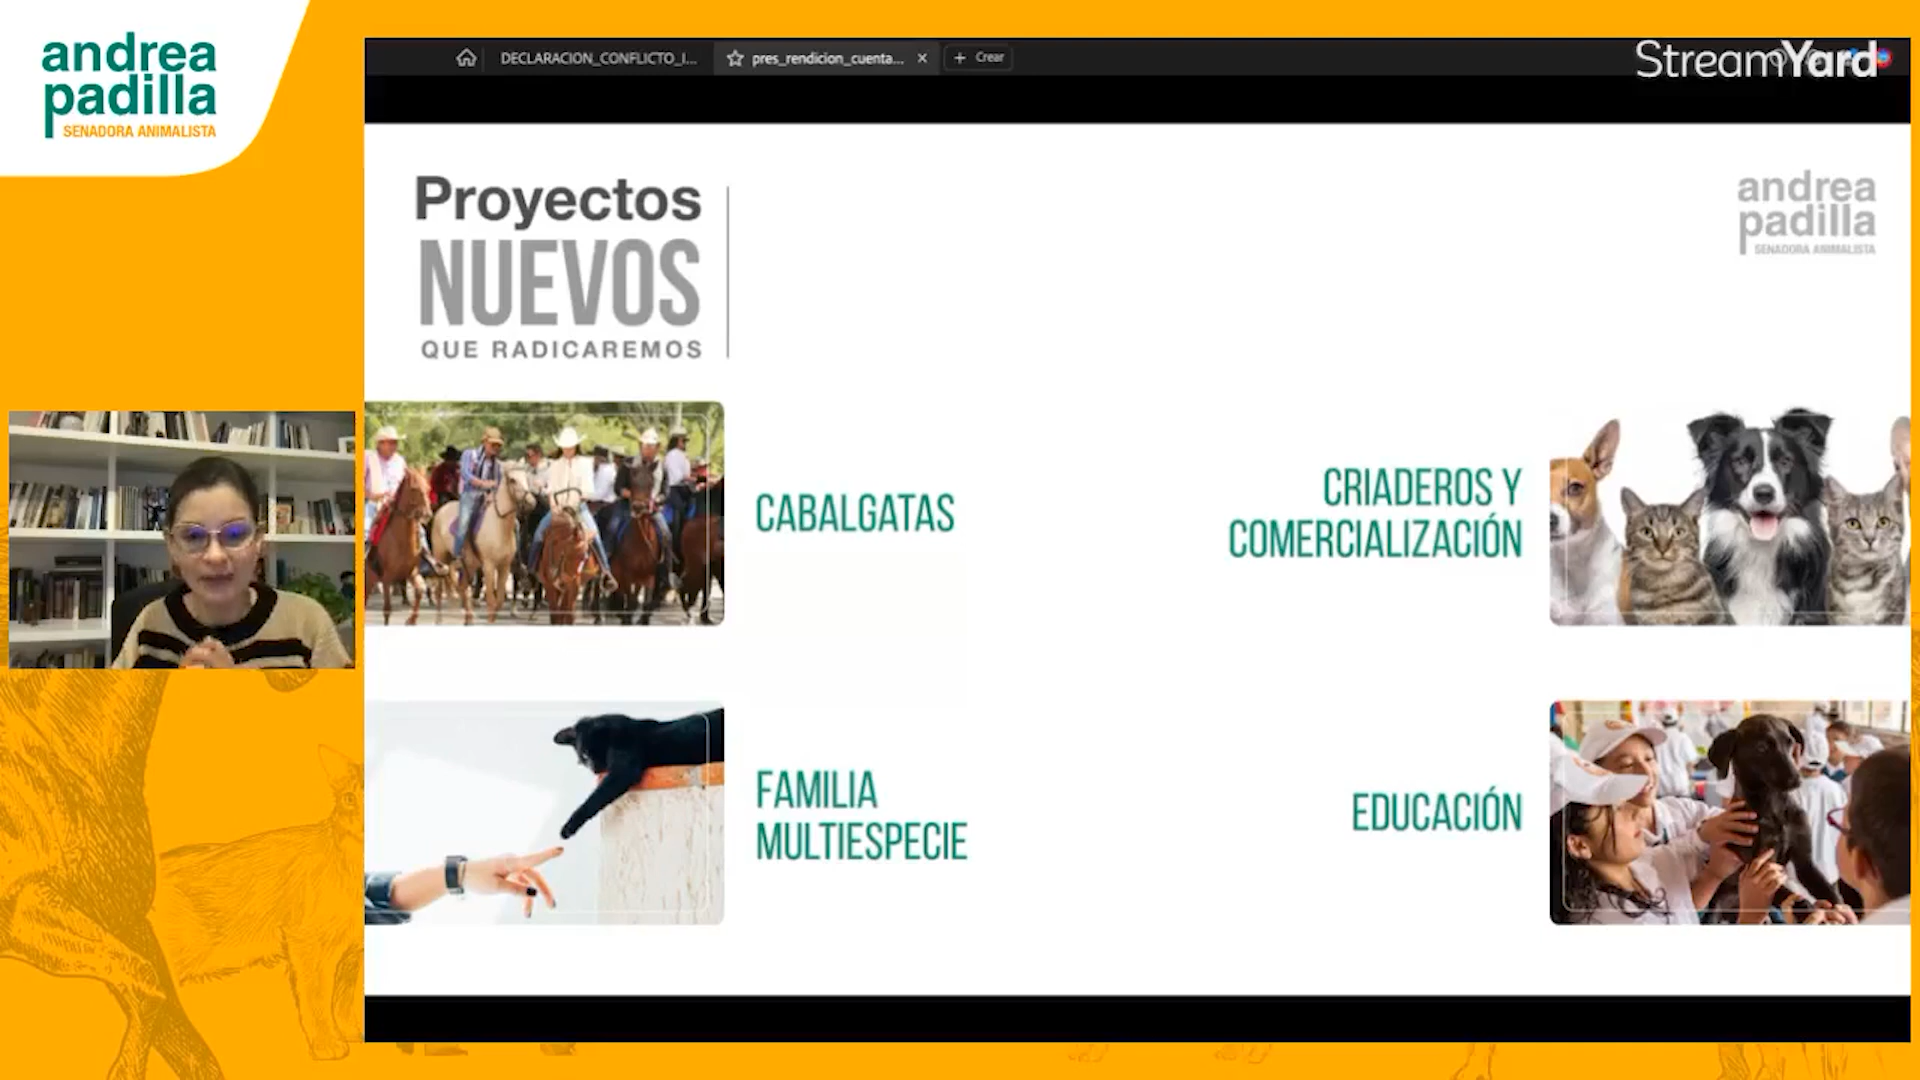 andrea
padilla
SENADORA ANIMALISTA
DECLARACION_CONFLICTO_I...
pres_rendicion_cuenta...
Crear
StreamYard
Proyectos
NUEVOS
QUE RADICAREMOS
andrea
padilla
SENADORA ANIMALISTA
CABALGATAS
CRIADEROS Y
COMERCIALIZACIÓN
FAMILIA
MULTIESPECIE
EDUCACIÓN